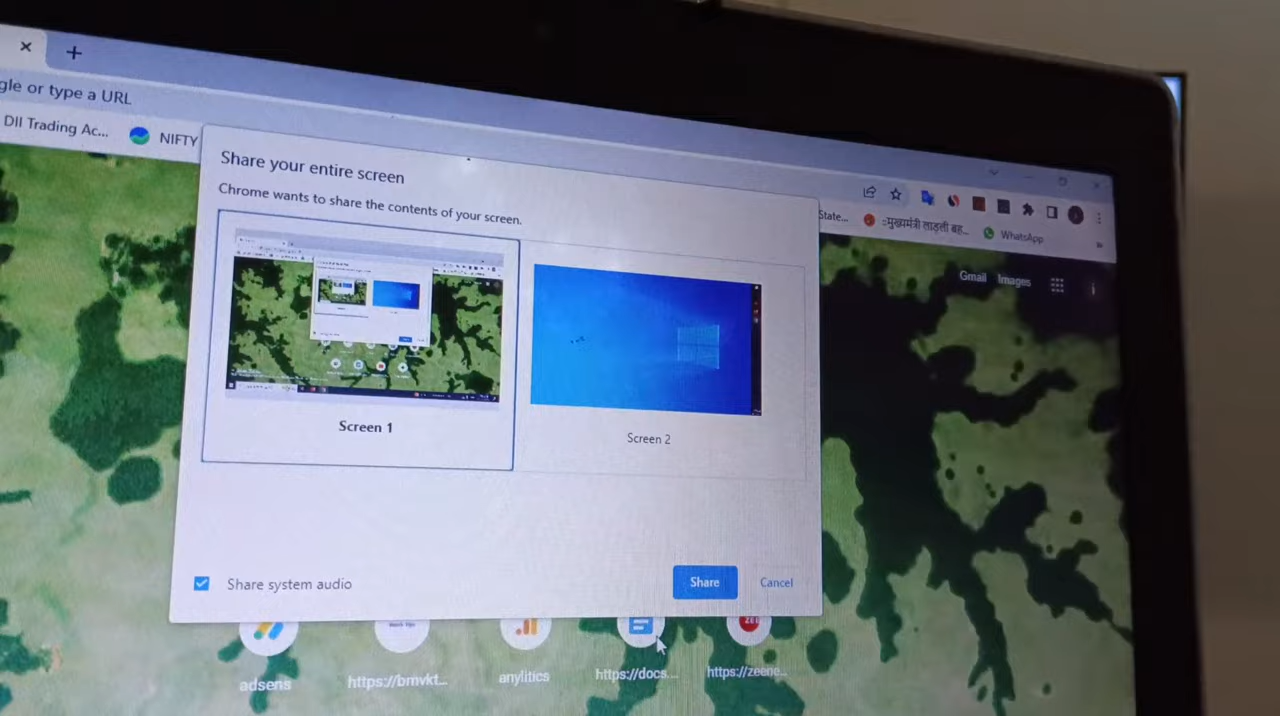 gle or type a URL
DII Trading Ac...
NIFTY
State...
=मुख्यमंत्री लाड़ली बह...
WhatsApp
Gmail
Images
Share your entire screen
Chrome wants to share the contents of your screen.
Screen 1
Screen 2
Share system audio
Share
Cancel
adsens
https://bmvkt...
anylitics
https://docs....
https://zeene...